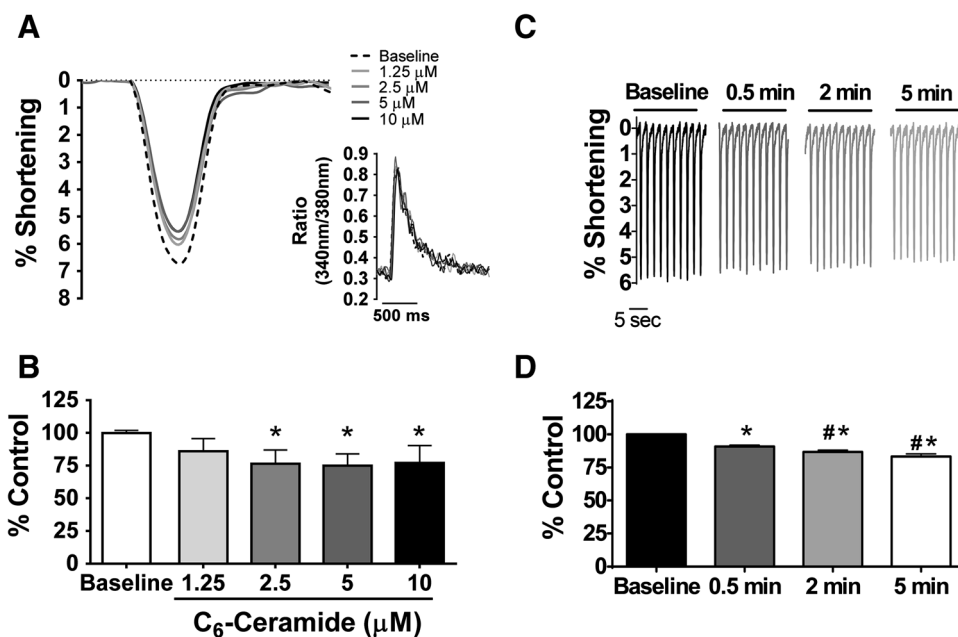 A
Baseline
1.25 μM
2.5 μM
5 μM
10 μM
% Shortening
0
1
2
3
4
5
6
7
8
Ratio
(340nm/380nm)
0.9
0.8
0.7
0.6
0.5
0.4
0.3
0.2
500 ms
C
Baseline 0.5 min 2 min 5 min
% Shortening
0
1
2
3
4
5
6
5 sec
B
% Control
125
100
75
50
25
0
* * *
Baseline 1.25 2.5 5 10
C₆-Ceramide (μM)
D
% Control
125
100
75
50
25
0
* #* #*
Baseline 0.5 min 2 min 5 min